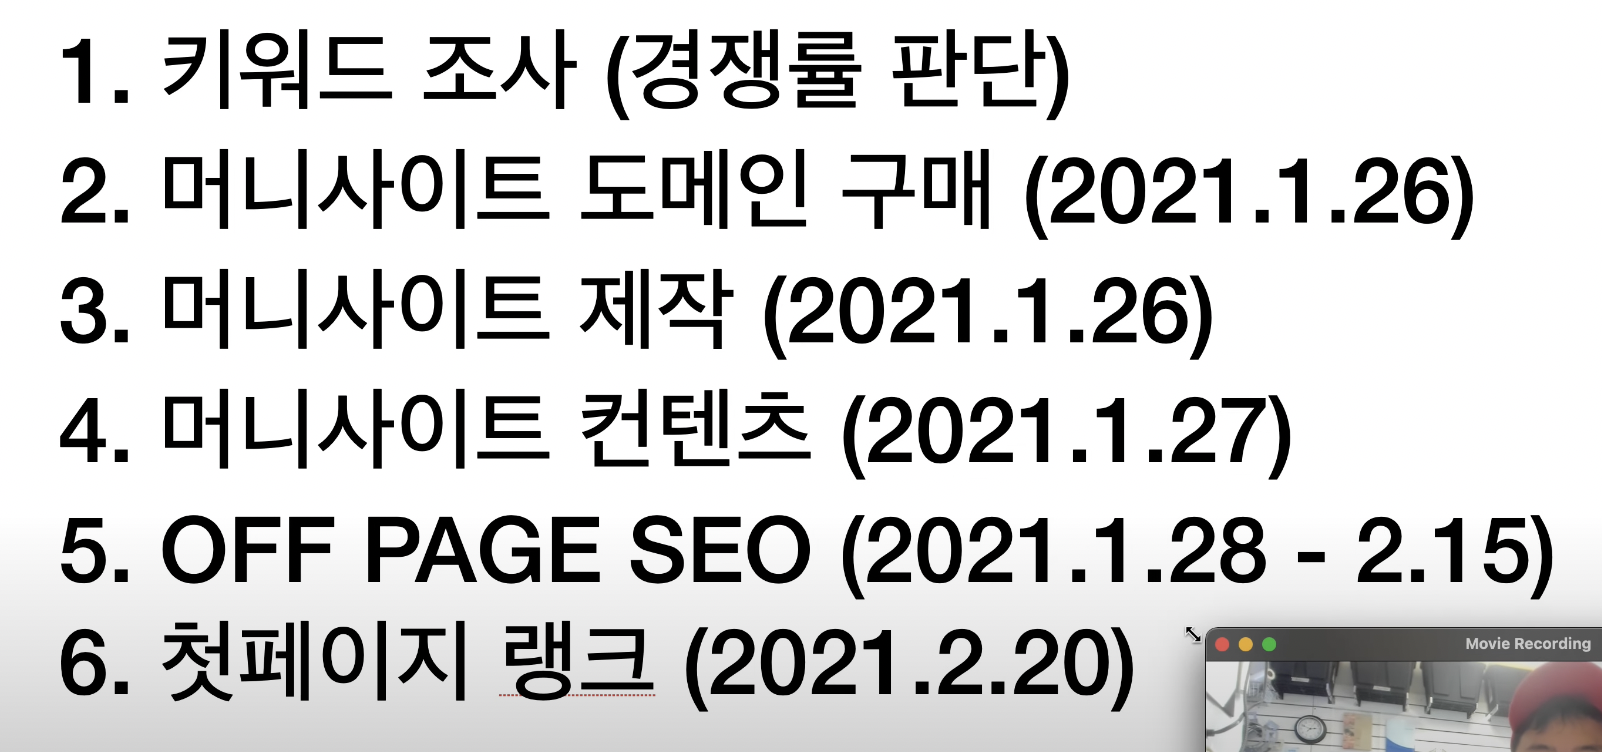 1. 키워드 조사 (경쟁률 판단)
2. 머니사이트 도메인 구매 (2021.1.26)
3. 머니사이트 제작 (2021.1.26)
4. 머니사이트 컨텐츠 (2021.1.27)
5. OFF PAGE SEO (2021.1.28 - 2.15)
6. 첫페이지 랭크 (2021.2.20)
Movie Recording